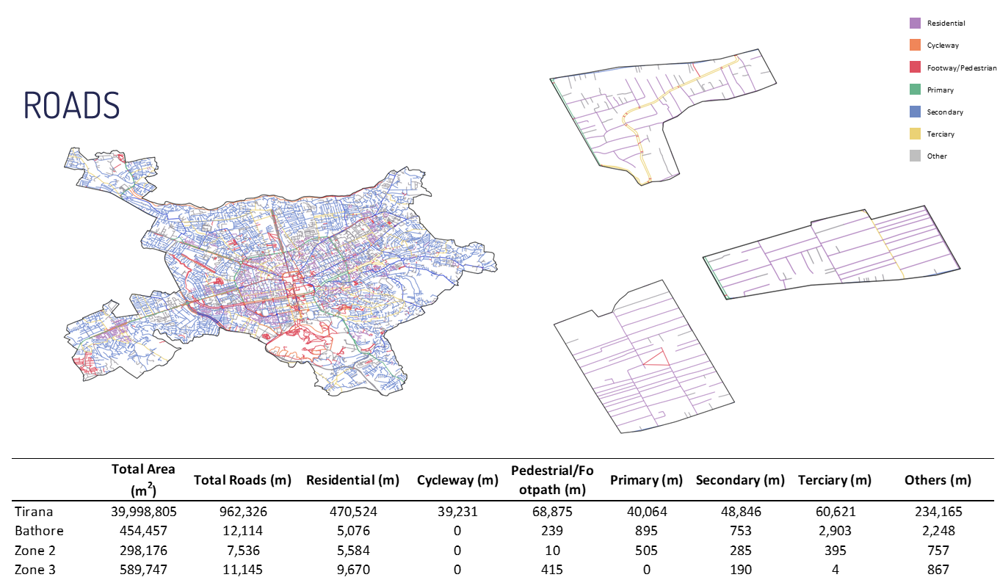 ROADS
Residential
Cycleway
Footway/Pedestrian
Primary
Secondary
Terciary
Other
Total Area (m²) Total Roads (m) Residential (m) Cycleway (m) Pedestrial/Fo otpath (m) Primary (m) Secondary (m) Terciary (m) Others (m)
Tirana 39,998,805 962,326 470,524 39,231 68,875 40,064 48,846 60,621 234,165
Bathore 454,457 12,114 5,076 0 239 895 753 2,903 2,248
Zone 2 298,176 7,536 5,584 0 10 505 285 395 757
Zone 3 589,747 11,145 9,670 0 415 0 190 4 867